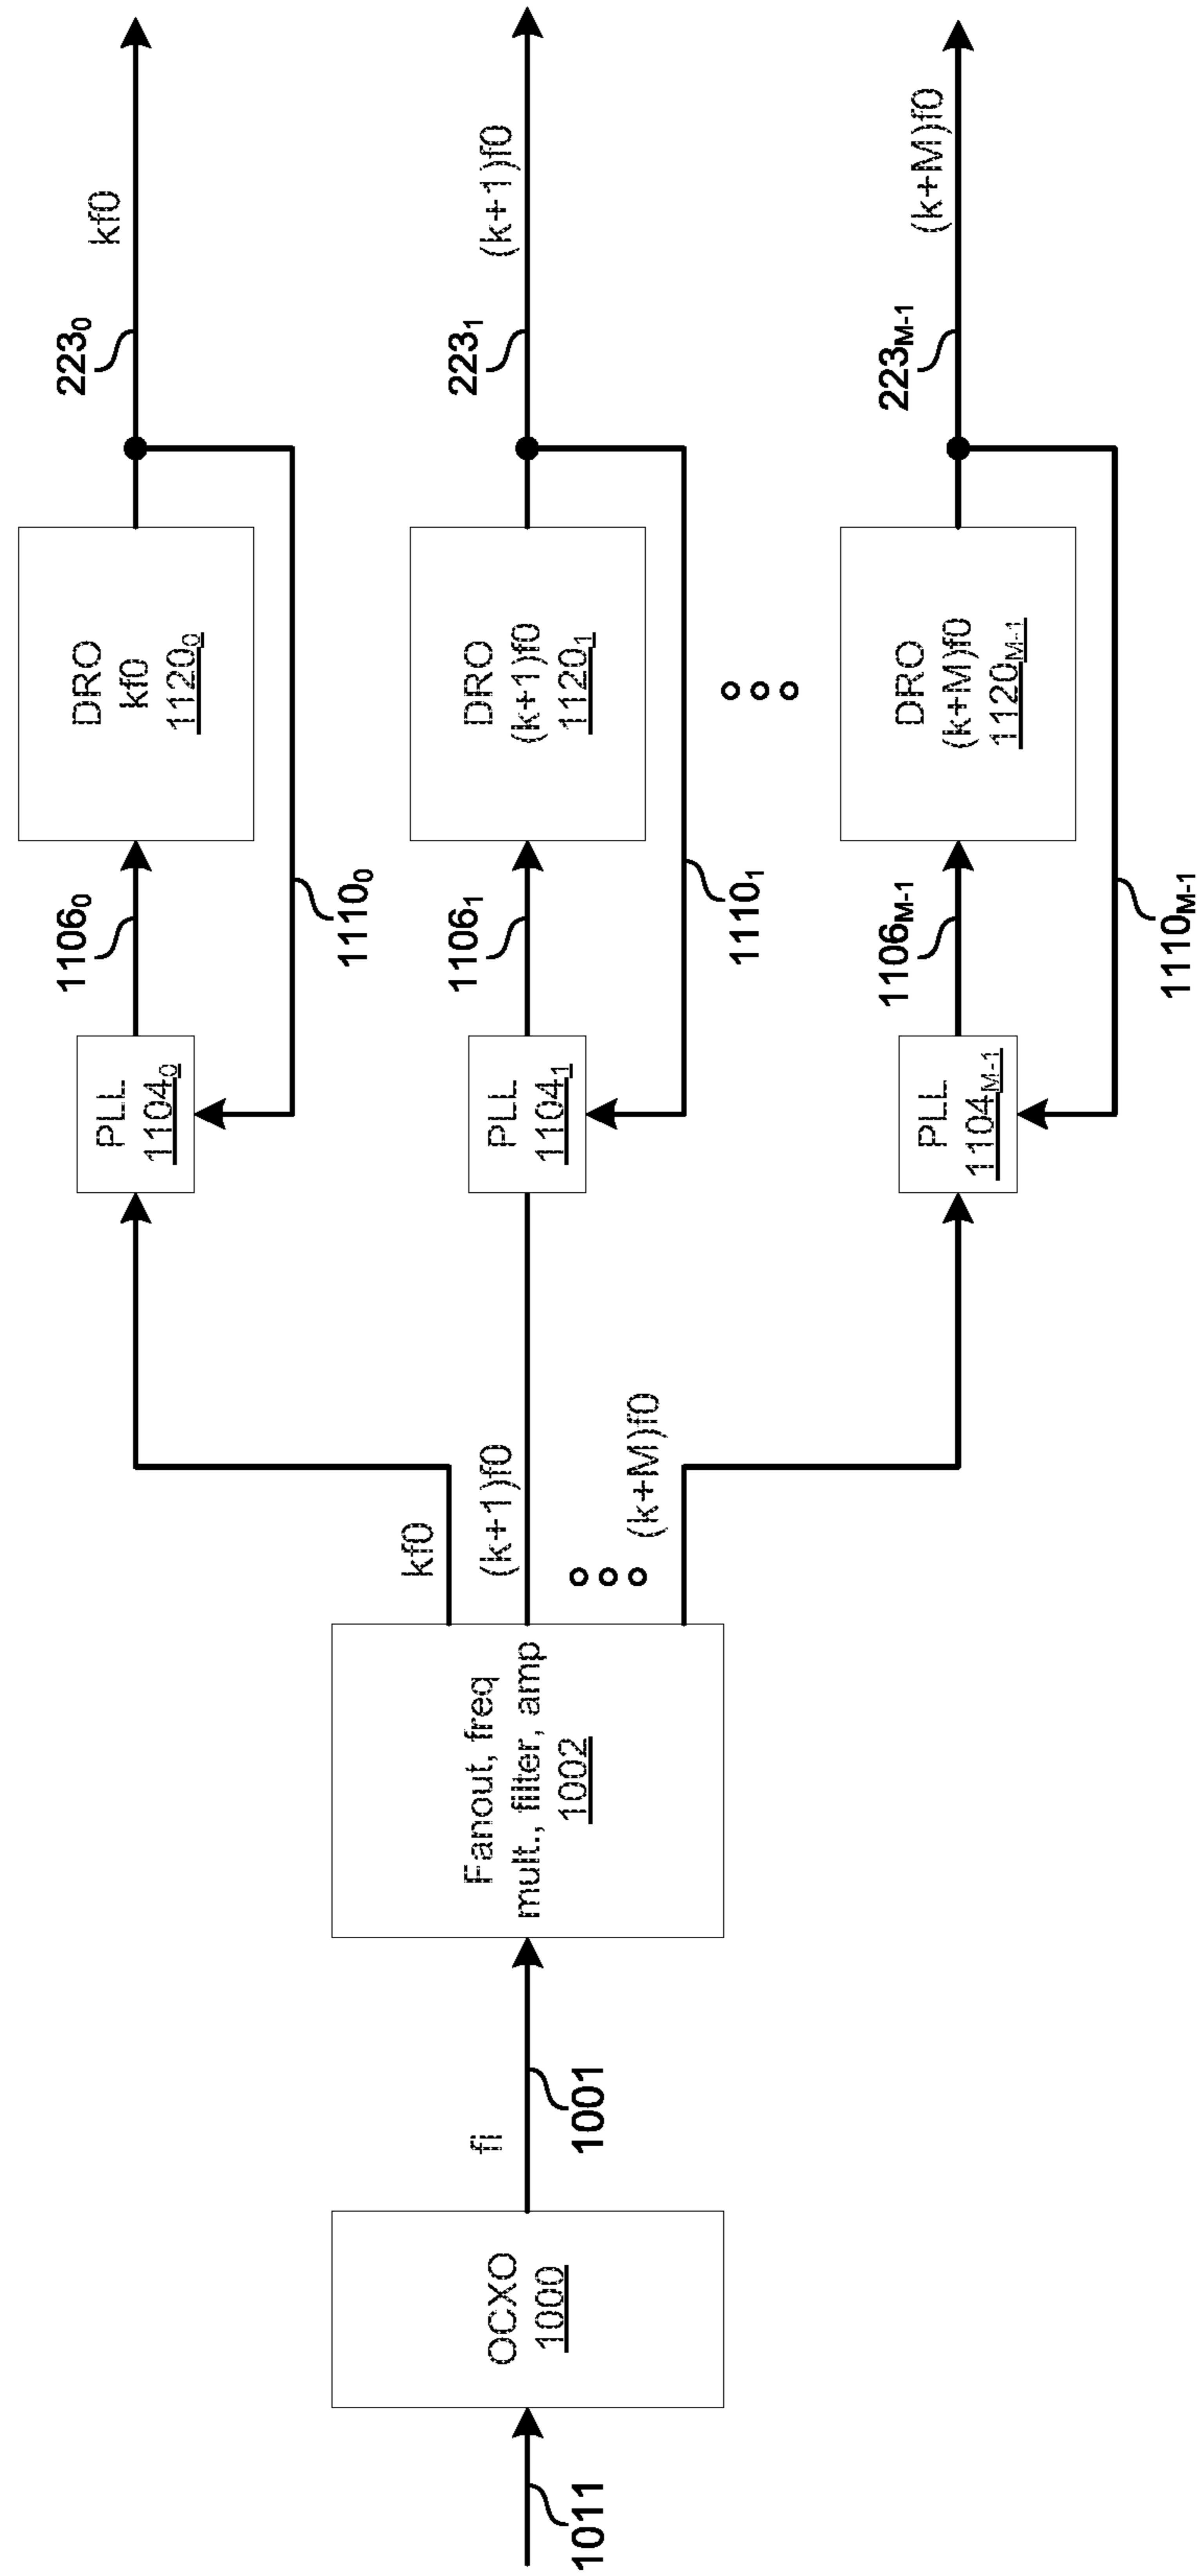 1011
OCXO
1000
fi
1001
Fanout, freq
mult., filter, amp
1002
kf0
(k+1)f0
(k+M)f0
PLL
1104₀
1106₀
1110₀
DRO
kf0
1120₀
223₀
kf0
PLL
1104₁
1106₁
1110₁
DRO
(k+1)f0
1120₁
223₁
(k+1)f0
PLL
1104M-1
1106M-1
1110M-1
DRO
(k+M)f0
1120M-1
223M-1
(k+M)f0